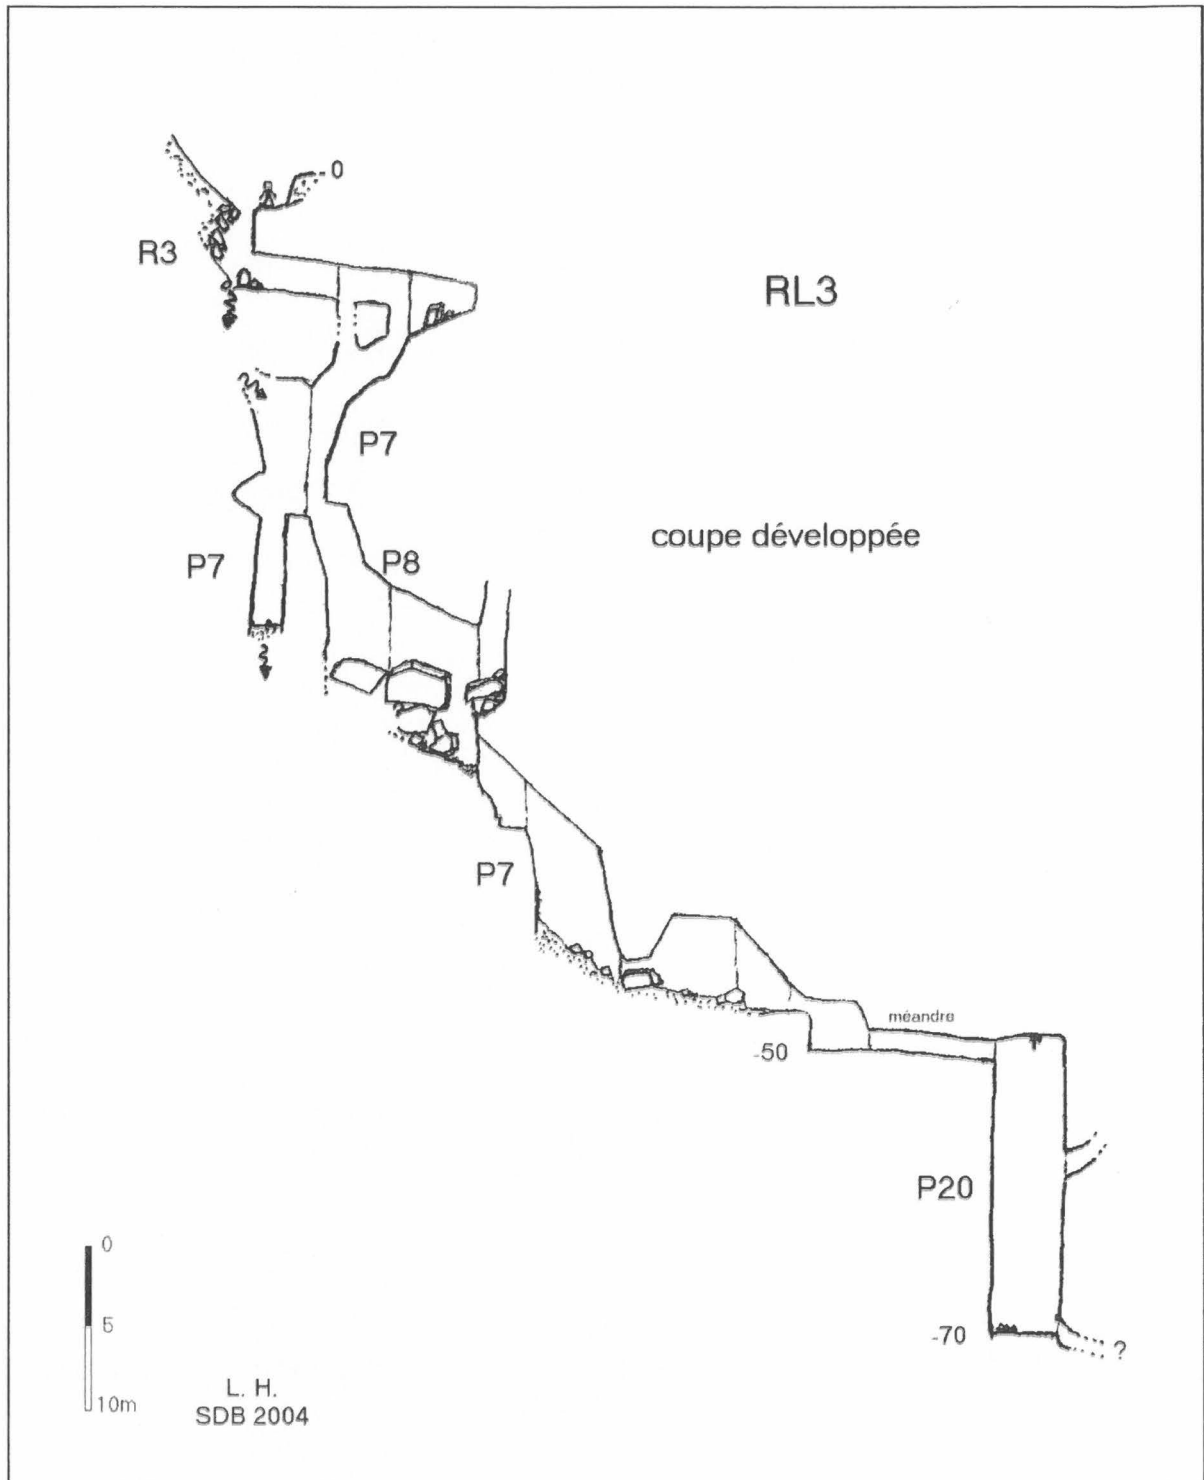 0
R3
RL3
P7
coupe développée
P7
P8
P7
méandre
-50
P20
0
5
10m
-70
?
L. H.
SDB 2004